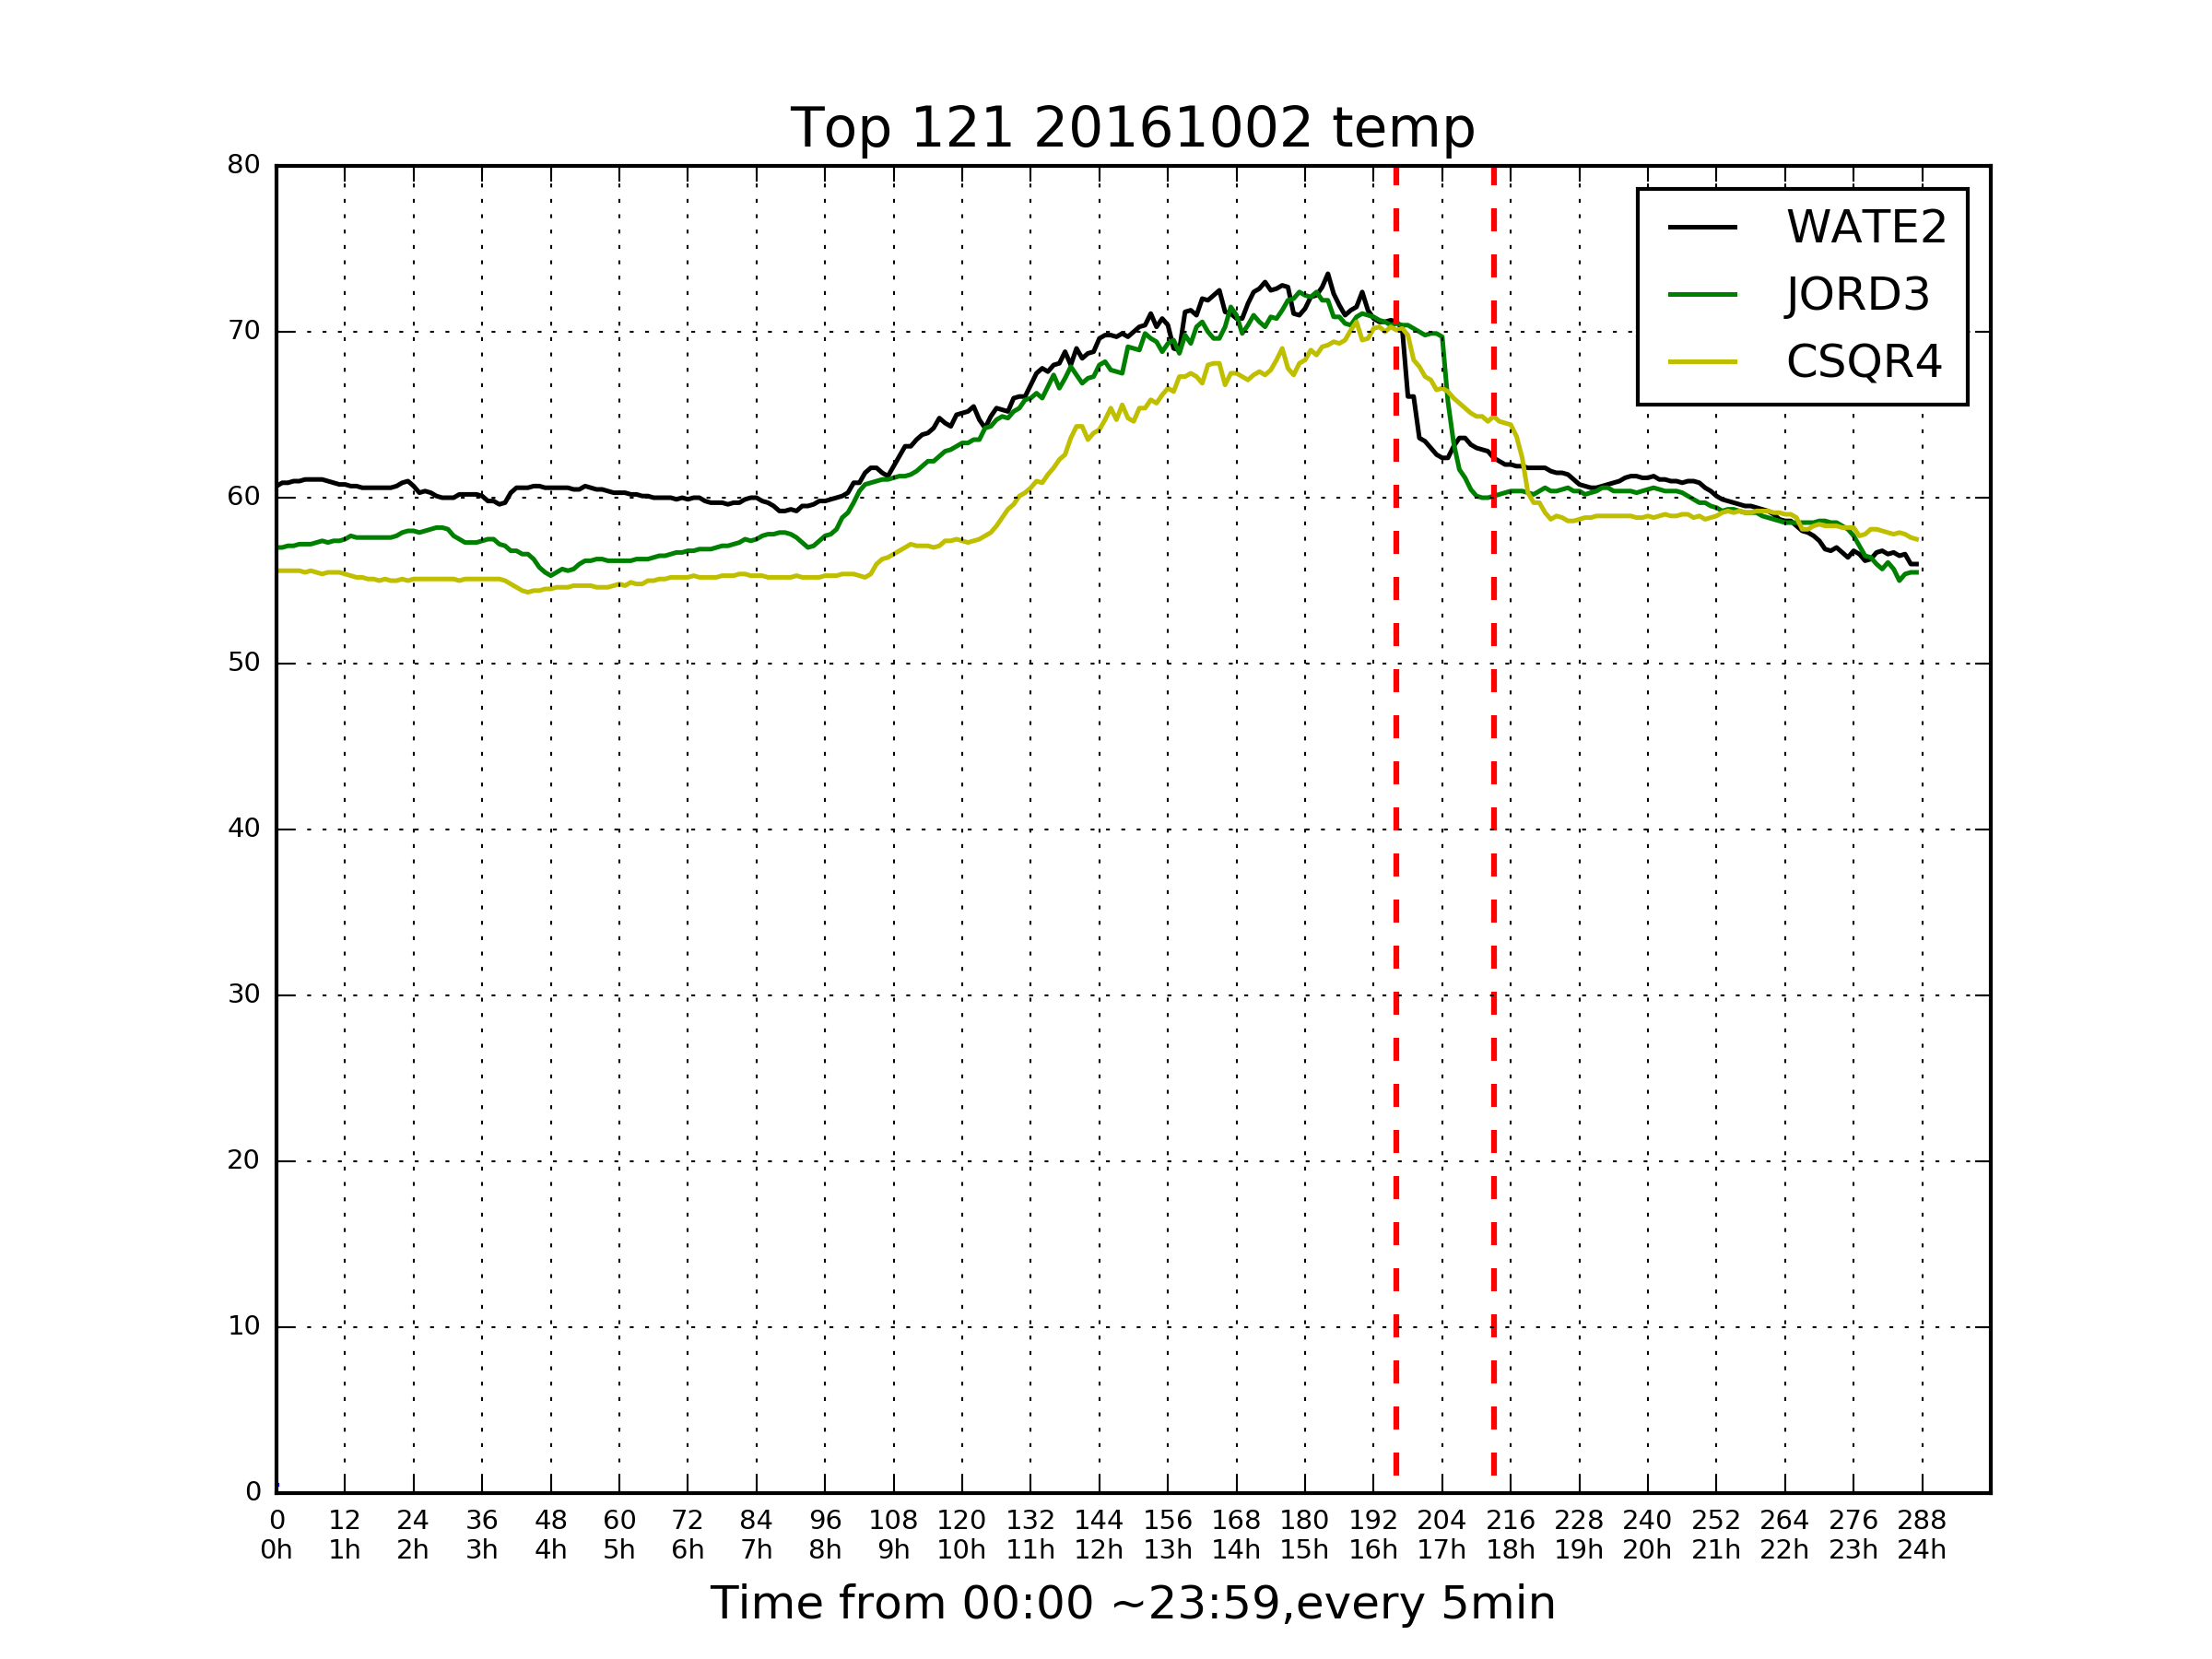 Top 121 20161002 temp
80
70
60
50
40
30
20
10
0
WATE2
JORD3
CSQR4
0 12 24 36 48 60 72 84 96 108 120 132 144 156 168 180 192 204 216 228 240 252 264 276 288
0h 1h 2h 3h 4h 5h 6h 7h 8h 9h 10h 11h 12h 13h 14h 15h 16h 17h 18h 19h 20h 21h 22h 23h 24h
Time from 00:00 ~23:59,every 5min